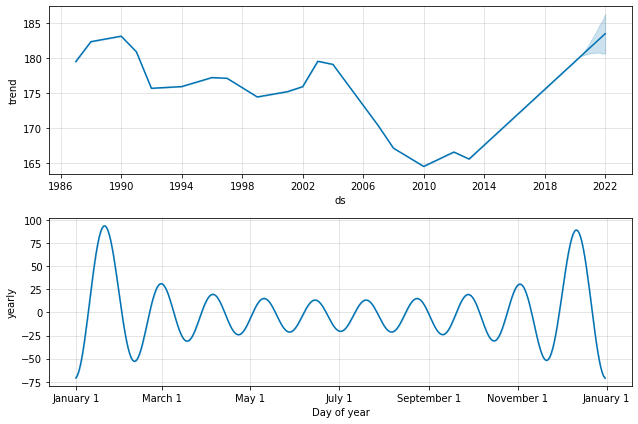 185
180
175
170
165
trend
1986 1990 1994 1998 2002 2006 2010 2014 2018 2022
ds
100
75
50
25
0
−25
−50
−75
yearly
January 1 March 1 May 1 July 1 September 1 November 1 January 1
Day of year